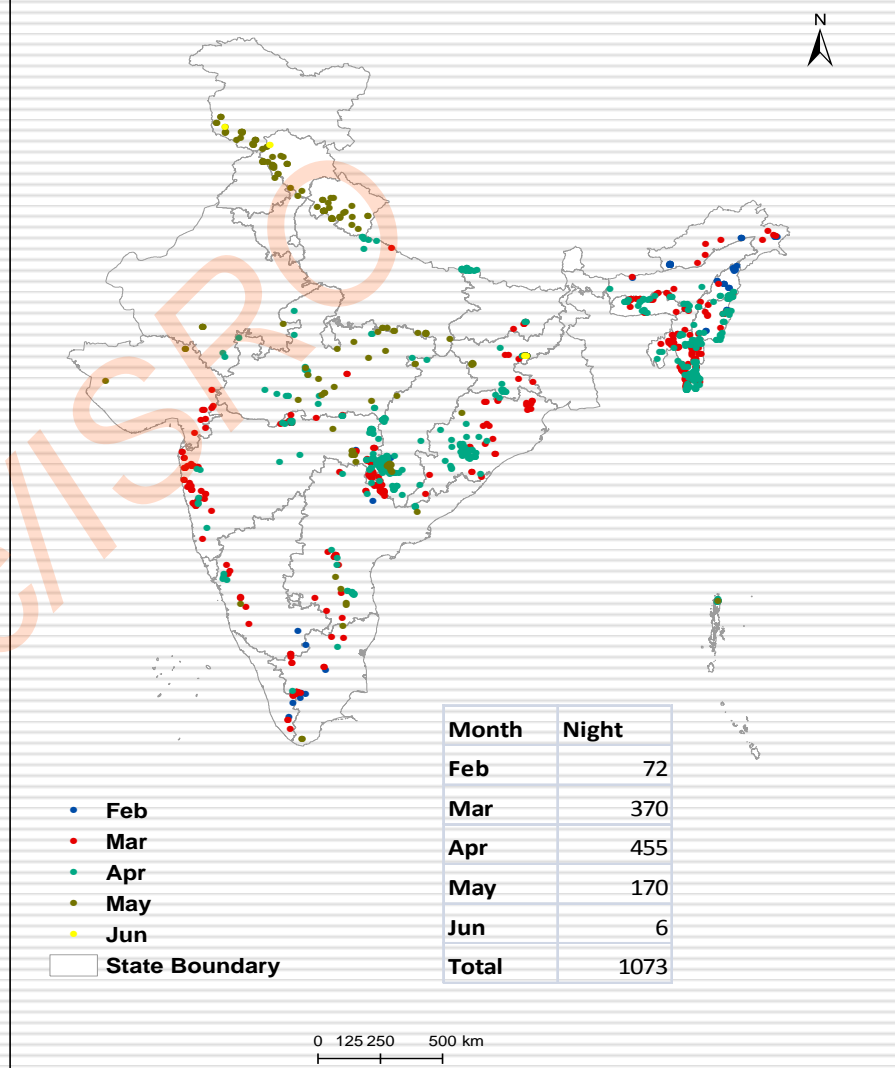 N
C/ISRO
Month Night
Feb 72
Mar 370
Apr 455
May 170
Jun 6
Total 1073
Feb
Mar
Apr
May
Jun
State Boundary
0 125 250 500 km